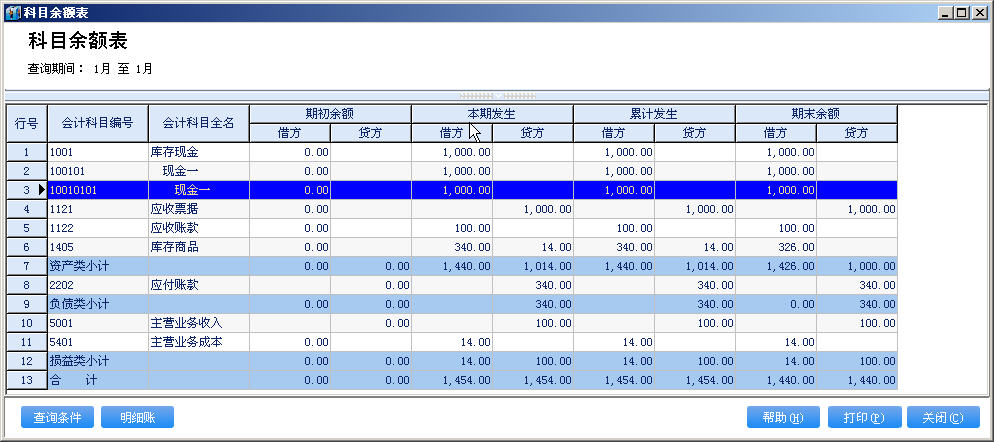 科目余额表
科目余额表
查询期间： 1月 至 1月
行号 会计科目编号 会计科目全名 期初余额 本期发生 累计发生 期末余额
借方 贷方 借方 贷方 借方 贷方 借方 贷方
1 1001 库存现金 0.00 1,000.00 1,000.00 1,000.00
2 100101 现金一 0.00 1,000.00 1,000.00 1,000.00
3 10010101 现金一 0.00 1,000.00 1,000.00 1,000.00
4 1121 应收票据 0.00 1,000.00 1,000.00 1,000.00
5 1122 应收账款 0.00 100.00 100.00 100.00
6 1405 库存商品 0.00 340.00 14.00 340.00 14.00 326.00
7 资产类小计 0.00 0.00 1,440.00 1,014.00 1,440.00 1,014.00 1,426.00 1,000.00
8 2202 应付账款 0.00 340.00 340.00 340.00
9 负债类小计 0.00 0.00 340.00 340.00 0.00 340.00
10 5001 主营业务收入 0.00 100.00 100.00 100.00
11 5401 主营业务成本 0.00 14.00 14.00 14.00
12 损益类小计 0.00 0.00 14.00 100.00 14.00 100.00 14.00 100.00
13 合 计 0.00 0.00 1,454.00 1,454.00 1,454.00 1,454.00 1,440.00 1,440.00
查询条件 明细账 帮助(H) 打印(P) 关闭(C)